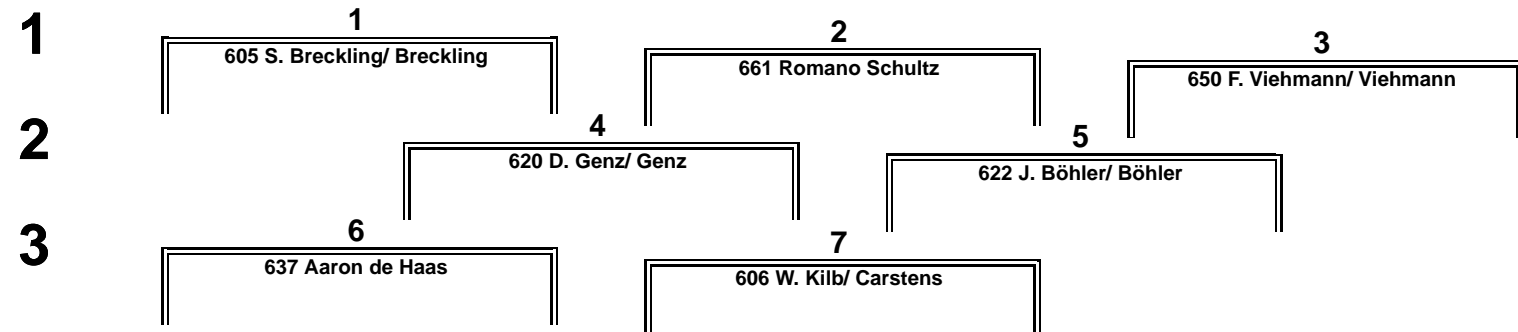 1
1
605 S. Breckling/ Breckling
2
661 Romano Schultz
3
650 F. Viehmann/ Viehmann
2
4
620 D. Genz/ Genz
5
622 J. Böhler/ Böhler
3
6
637 Aaron de Haas
7
606 W. Kilb/ Carstens